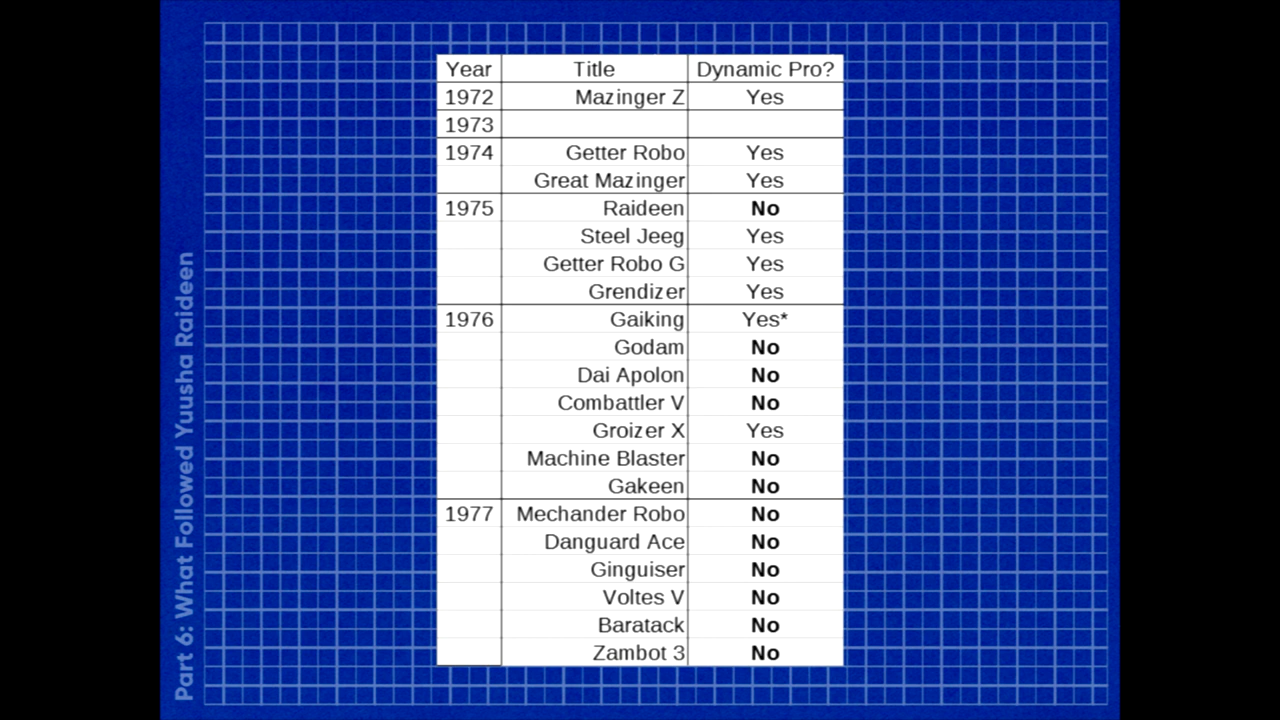 Year Title Dynamic Pro?
1972 Mazinger Z Yes
1973
1974 Getter Robo Yes
Great Mazinger Yes
1975 Raideen No
Steel Jeeg Yes
Getter Robo G Yes
Grendizer Yes
1976 Gaiking Yes*
Godam No
Dai Apolon No
Combattler V No
Groizer X Yes
Machine Blaster No
Gakeen No
1977 Mechander Robo No
Danguard Ace No
Ginguiser No
Voltes V No
Baratack No
Zambot 3 No
Part 6: What Followed Yuusha Raideen